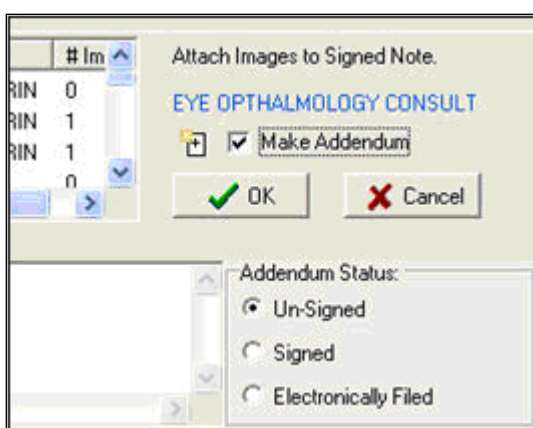 # Im
RIN 0
RIN 1
RIN 1
0
Attach Images to Signed Note.
EYE OPTHALMOLOGY CONSULT
Make Addendum
OK Cancel
Addendum Status:
Un-Signed
Signed
Electronically Filed